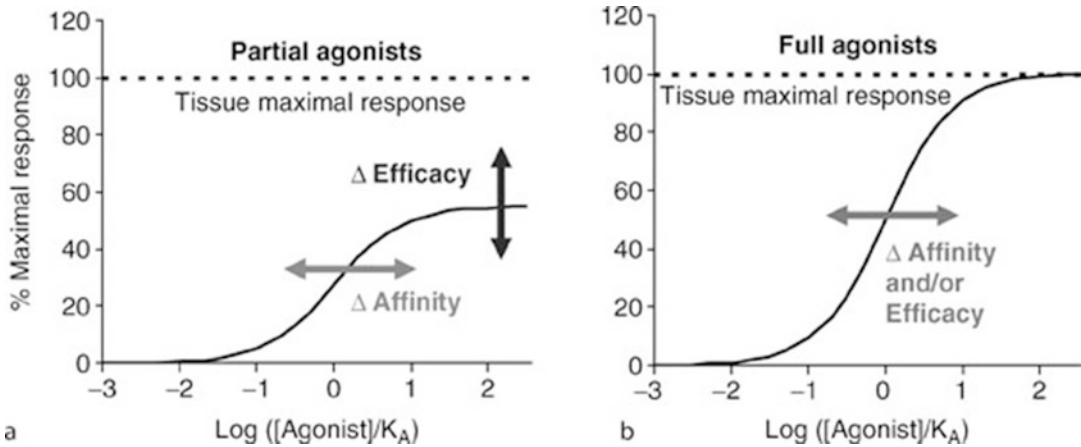 120
Partial agonists
100
Tissue maximal response
80
Δ Efficacy
60
40
Δ Affinity
20
0
−3 −2 −1 0 1 2
% Maximal response
Log ([Agonist]/K_A)
a
120
Full agonists
100
Tissue maximal response
80
60
40
Δ Affinity
and/or
Efficacy
20
0
−3 −2 −1 0 1 2
Log ([Agonist]/K_A)
b